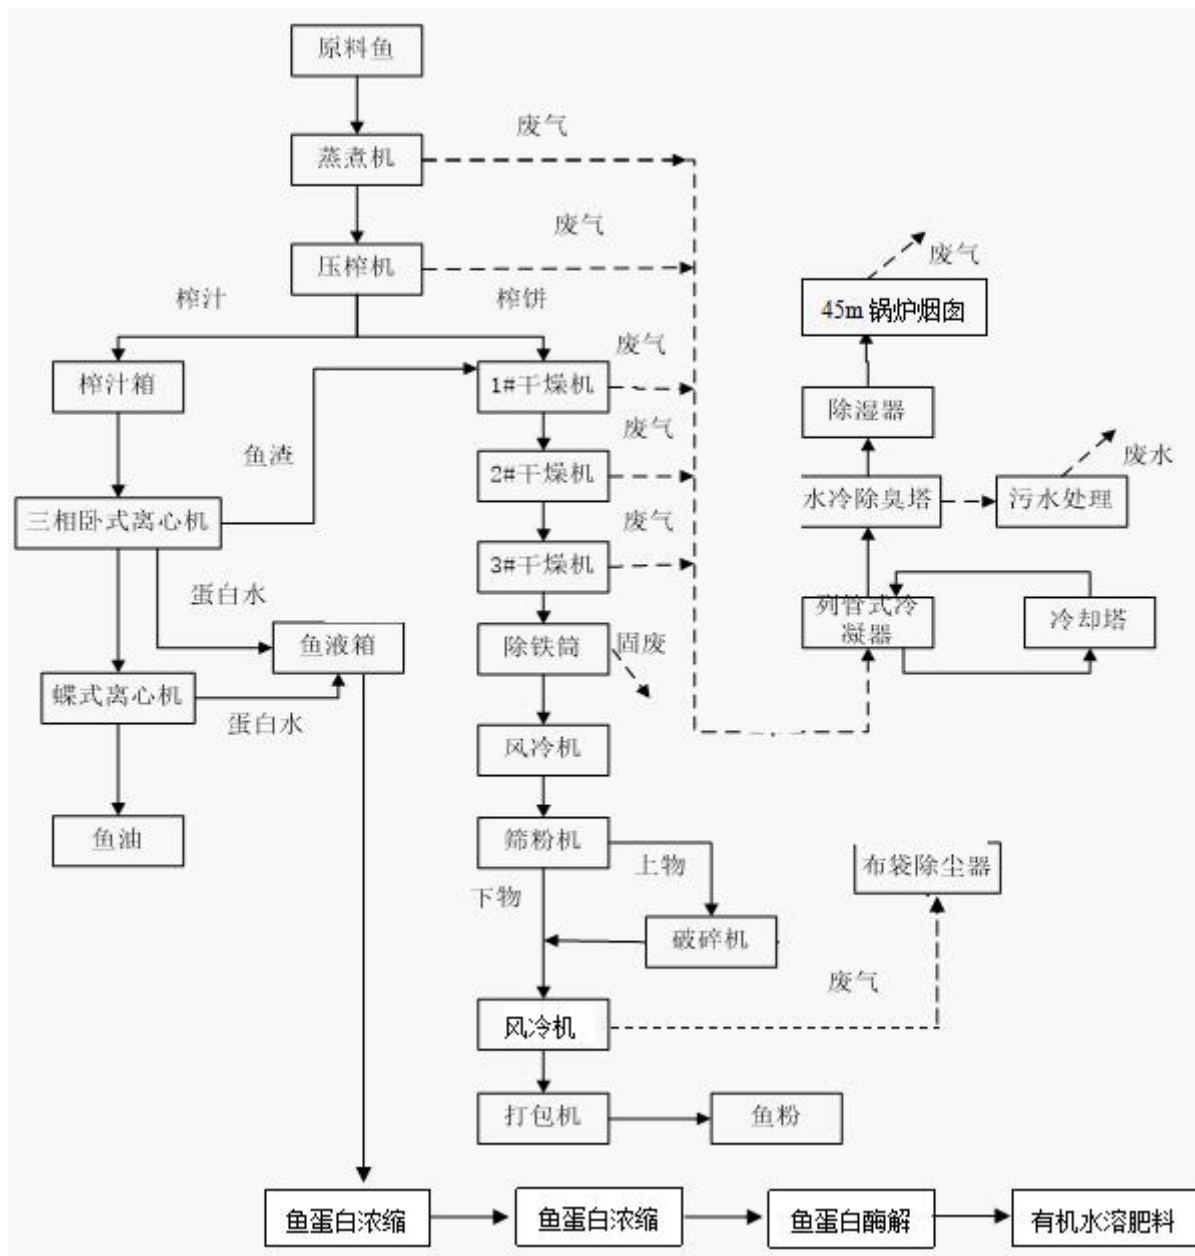 原料鱼
废气
蒸煮机
废气
压榨机
废气
榨汁
榨饼
45m 锅炉烟囱
榨汁箱
1#干燥机
废气
除湿器
鱼渣
废气
2#干燥机
废水
三相卧式离心机
水冷除臭塔
污水处理
废气
3#干燥机
蛋白水
列管式冷
凝器
冷却塔
鱼液箱
除铁筒
固废
蝶式离心机
蛋白水
风冷机
鱼油
筛粉机
上物
下物
布袋除尘器
破碎机
废气
风冷机
打包机
鱼粉
鱼蛋白浓缩
鱼蛋白浓缩
鱼蛋白酶解
有机水溶肥料